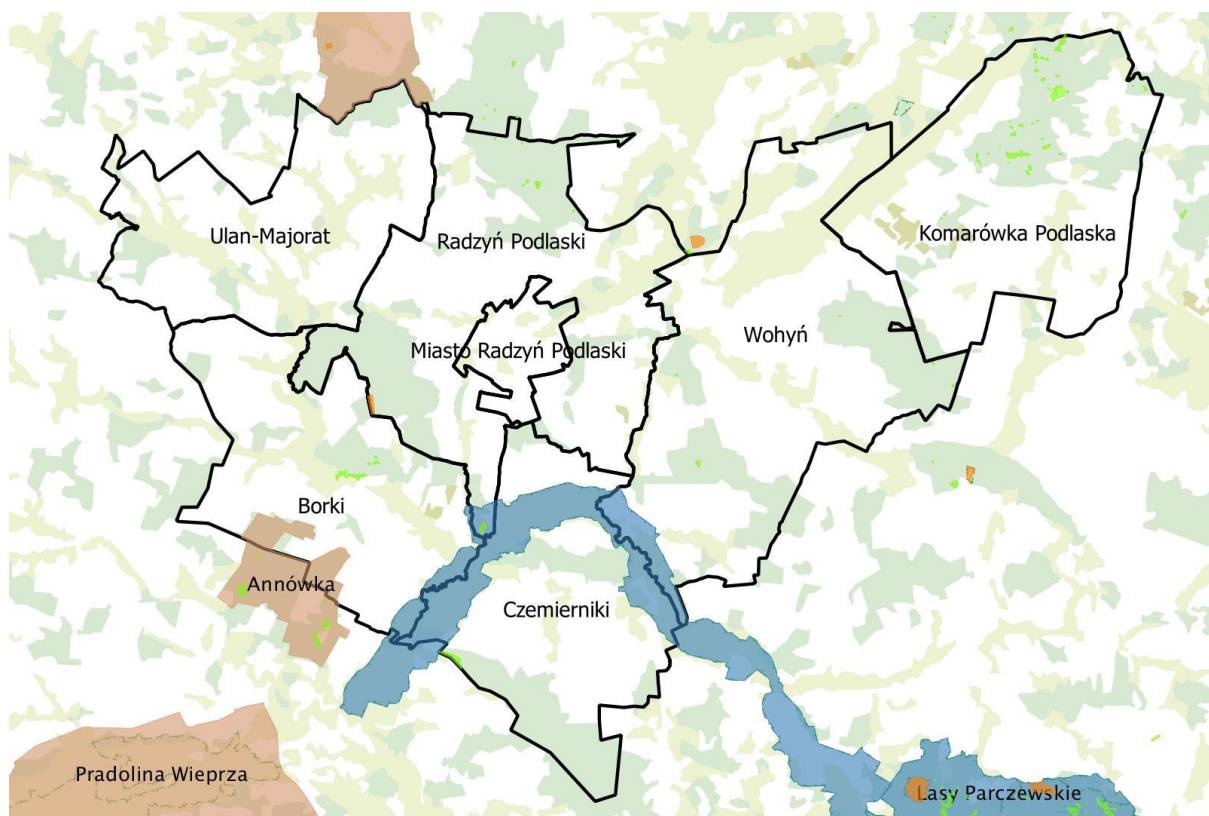 Ulan-Majorat
Radzyń Podlaski
Komarówka Podlaska
Wohyń
Miasto Radzyń Podlaski
Borki
Annówka
Czemierniki
Pradolina Wieprza
Lasy Parczewskie